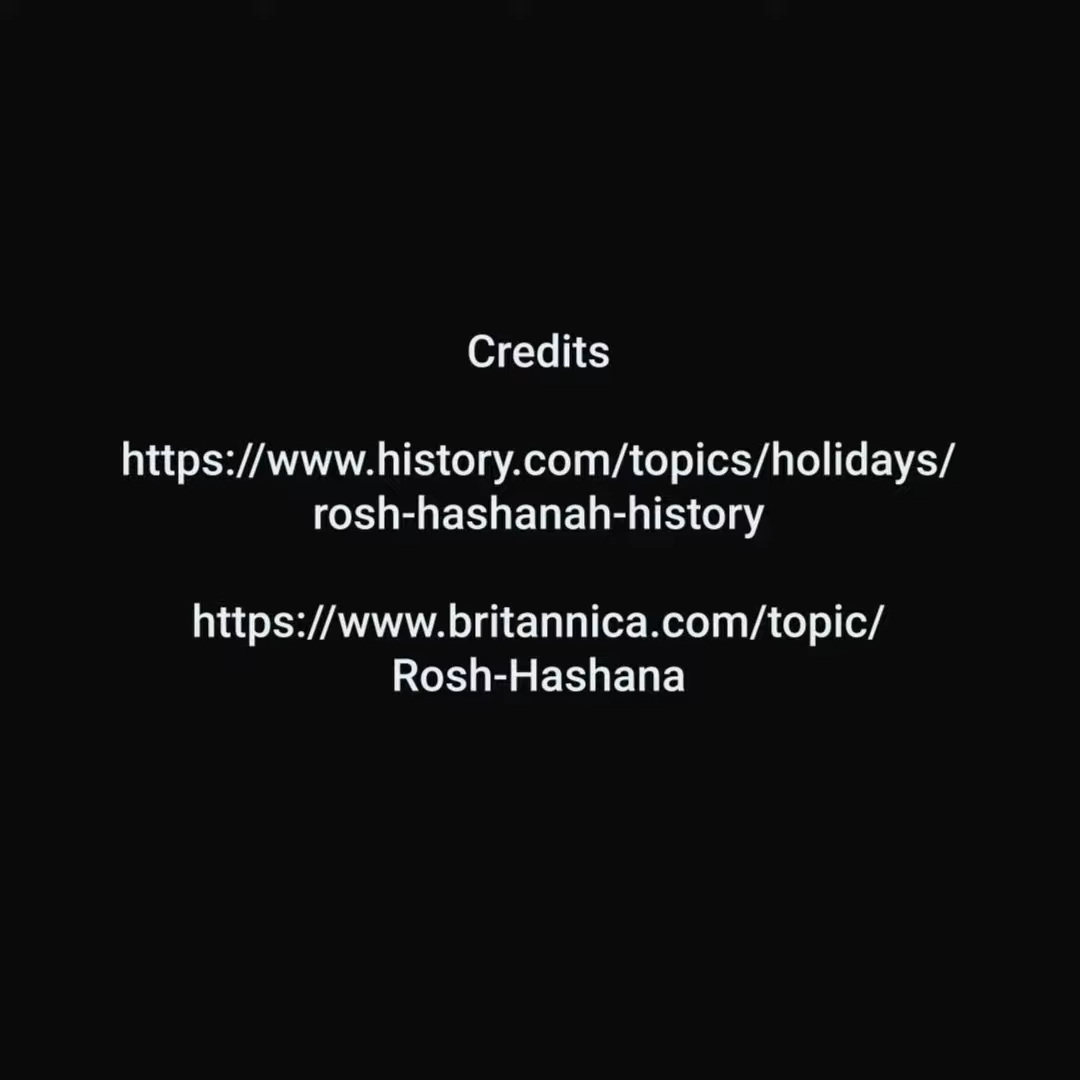 Credits
https://www.history.com/topics/holidays/
rosh-hashanah-history
https://www.britannica.com/topic/
Rosh-Hashana